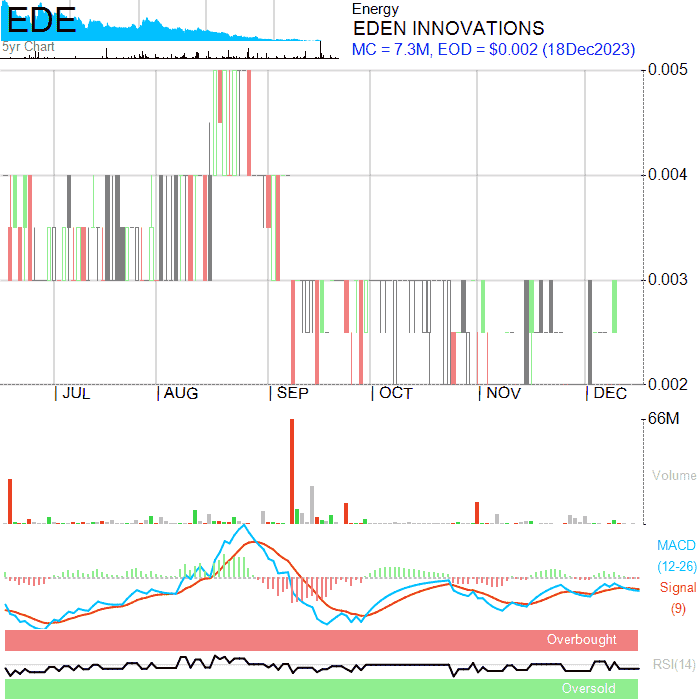 EDE
5yr Chart
Energy
EDEN INNOVATIONS
MC = 7.3M, EOD = $0.002 (18Dec2023)
0.005
0.004
0.003
0.002
JUL
AUG
SEP
OCT
NOV
DEC
66M
Volume
MACD
(12-26)
Signal
(9)
Overbought
RSI(14)
Oversold